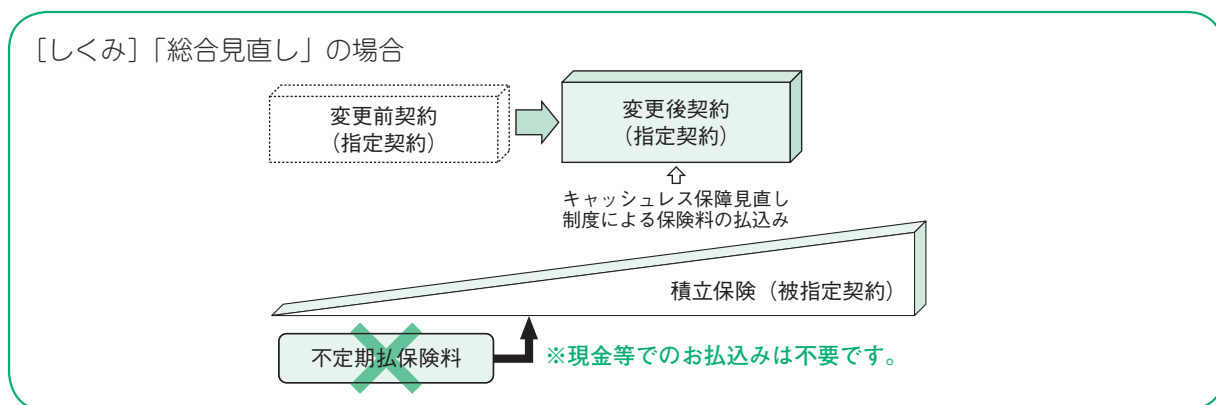 ［しくみ］「総合見直し」の場合
変更前契約
（指定契約）
変更後契約
（指定契約）
キャッシュレス保障見直し
制度による保険料の払込み
積立保険（被指定契約）
不定期払保険料
※現金等でのお払込みは不要です。